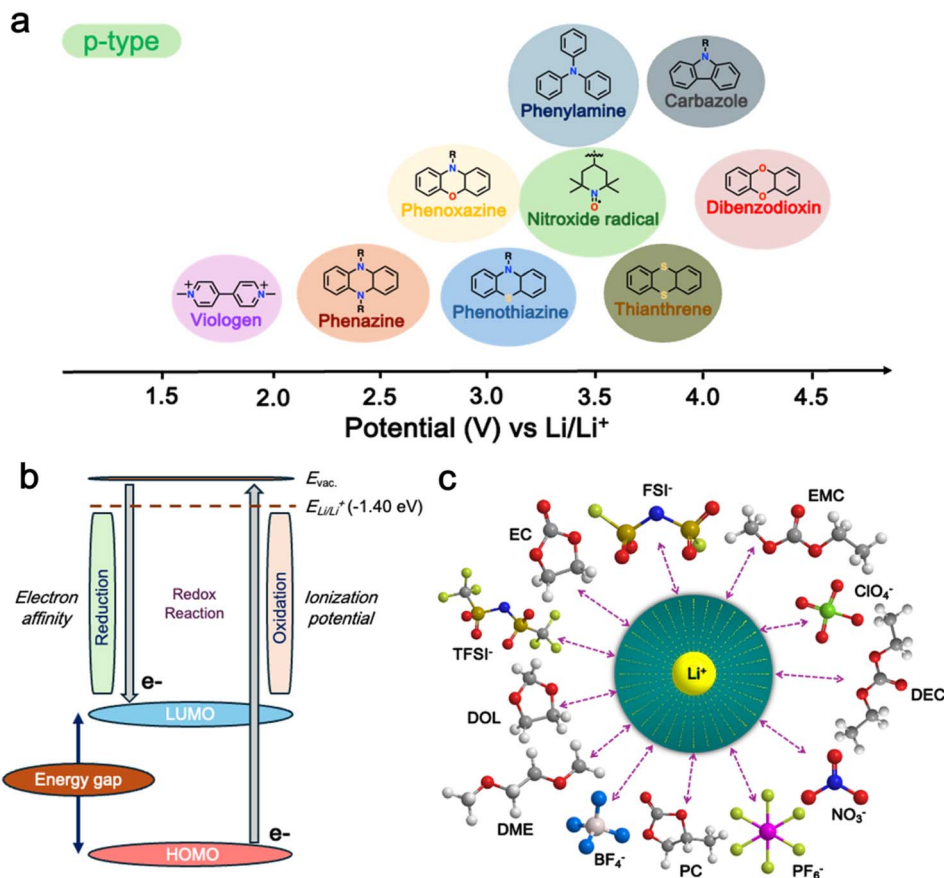 a
p-type
R
N
N
Phenylamine
Carbazole
R
N
O
Phenoxazine
N
O•
Nitroxide radical
O
O
Dibenzodioxin
N+
N+
Viologen
R
N
N
R
Phenazine
R
N
S
Phenothiazine
S
S
Thianthrene
1.5 2.0 2.5 3.0 3.5 4.0 4.5
Potential (V) vs Li/Li⁺
b
E_vac.
E_Li/Li⁺ (-1.40 eV)
Electron
affinity
Reduction
Redox
Reaction
Oxidation
Ionization
potential
e-
LUMO
Energy gap
e-
HOMO
c
FSI⁻
EMC
EC
ClO₄⁻
TFSI⁻
Li⁺
DEC
DOL
NO₃⁻
DME
BF₄⁻
PC
PF₆⁻